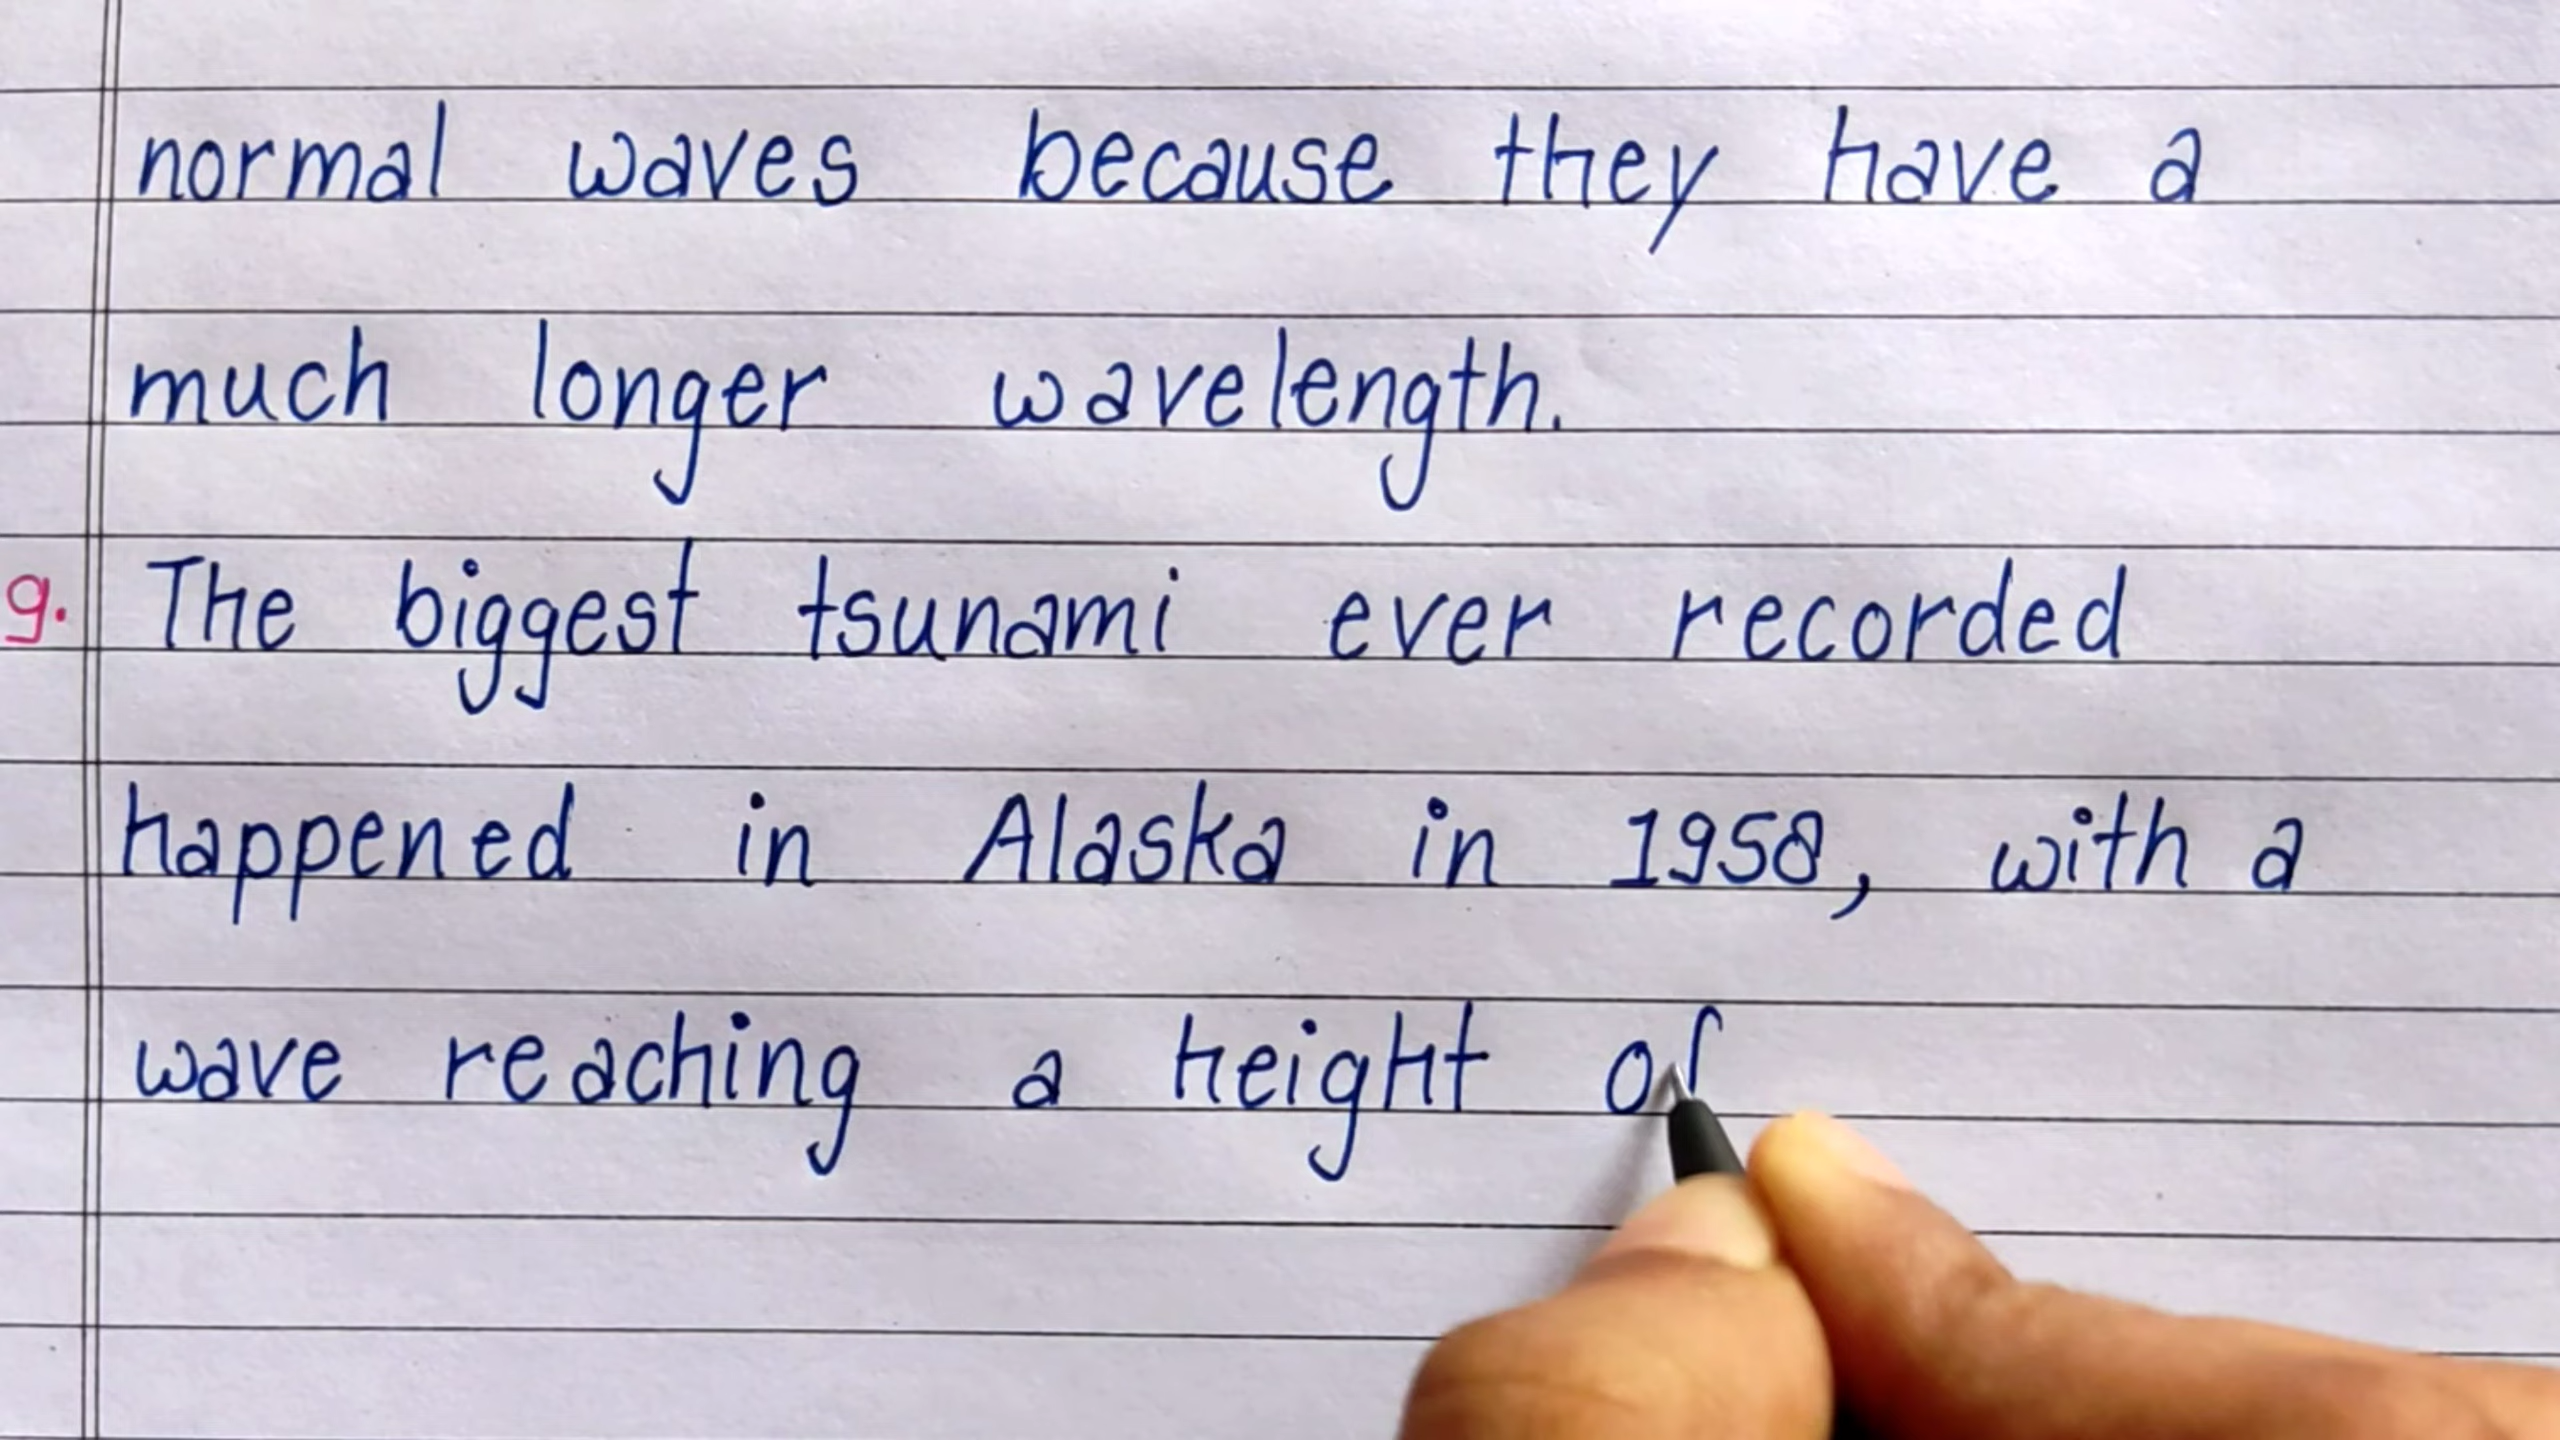 normal waves because they have a
much longer wavelength.
9. The biggest tsunami ever recorded
happened in Alaska in 1958, with a
wave reaching a height of